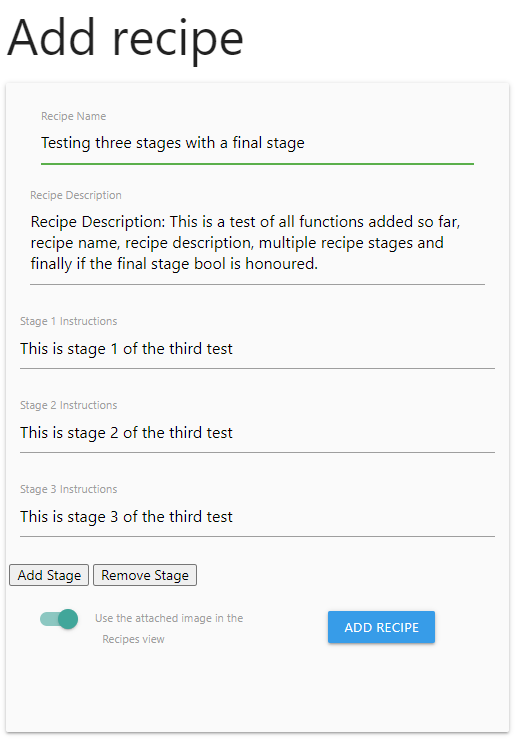 Add recipe
Recipe Name
Testing three stages with a final stage
Recipe Description
Recipe Description: This is a test of all functions added so far,
recipe name, recipe description, multiple recipe stages and
finally if the final stage bool is honoured.
Stage 1 Instructions
This is stage 1 of the third test
Stage 2 Instructions
This is stage 2 of the third test
Stage 3 Instructions
This is stage 3 of the third test
Add Stage Remove Stage
Use the attached image in the
Recipes view
ADD RECIPE